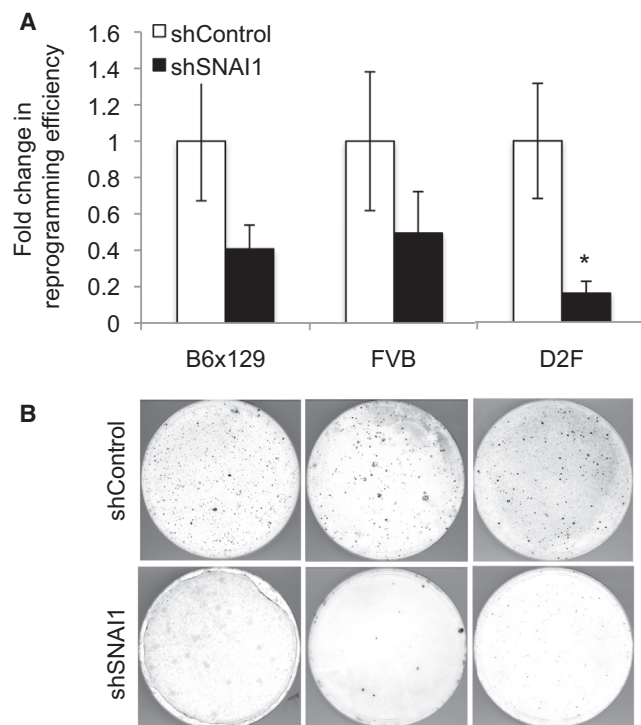 A
shControl
shSNAI1
Fold change in
reprogramming efficiency
1.6
1.4
1.2
1
0.8
0.6
0.4
0.2
0
*
B6x129
FVB
D2F
B
shControl
shSNAI1